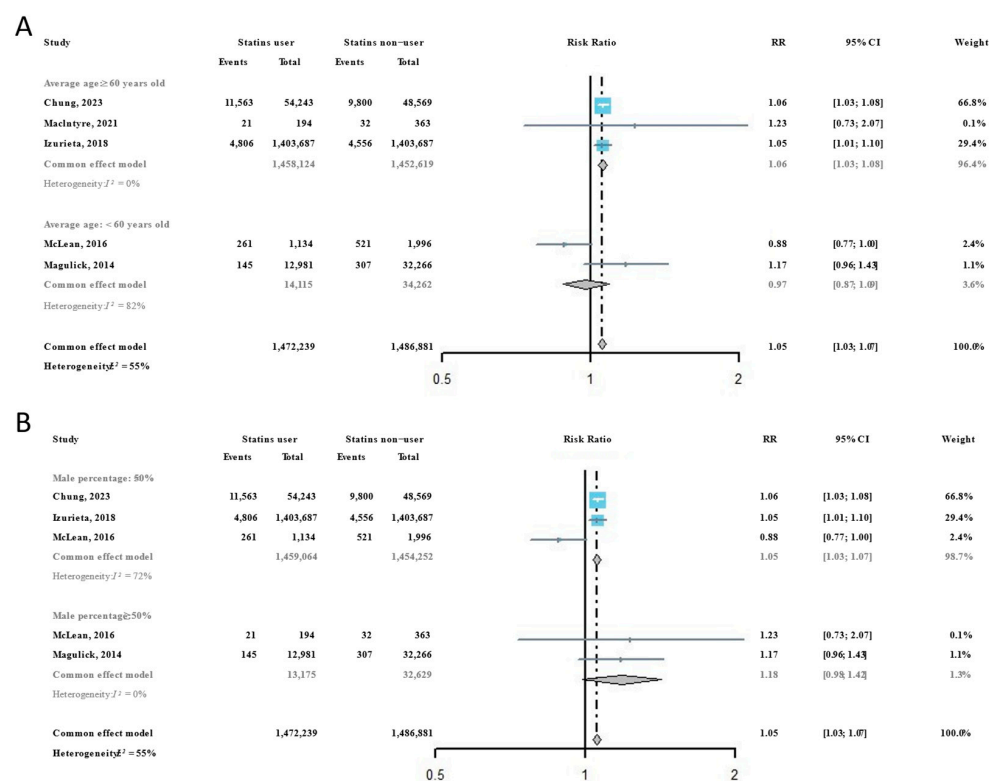 A
Study Statins user Statins non−user Risk Ratio RR 95% CI Weight
Events Total Events Total
Average age:≥ 60 years old
Chung, 2023 11,563 54,243 9,800 48,569 1.06 [1.03; 1.08] 66.8%
MacIntyre, 2021 21 194 32 363 1.23 [0.73; 2.07] 0.1%
Izurieta, 2018 4,806 1,403,687 4,556 1,403,687 1.05 [1.01; 1.10] 29.4%
Common effect model 1,458,124 1,452,619 1.06 [1.03; 1.08] 96.4%
Heterogeneity: I² = 0%
Average age: < 60 years old
McLean, 2016 261 1,134 521 1,996 0.88 [0.77; 1.00] 2.4%
Magulick, 2014 145 12,981 307 32,266 1.17 [0.96; 1.43] 1.1%
Common effect model 14,115 34,262 0.97 [0.87; 1.09] 3.6%
Heterogeneity: I² = 82%
Common effect model 1,472,239 1,486,881 1.05 [1.03; 1.07] 100.0%
Heterogeneity: I² = 55%
0.5 1 2
B
Study Statins user Statins non−user Risk Ratio RR 95% CI Weight
Events Total Events Total
Male percentage: 50%
Chung, 2023 11,563 54,243 9,800 48,569 1.06 [1.03; 1.08] 66.8%
Izurieta, 2018 4,806 1,403,687 4,556 1,403,687 1.05 [1.01; 1.10] 29.4%
McLean, 2016 261 1,134 521 1,996 0.88 [0.77; 1.00] 2.4%
Common effect model 1,459,064 1,454,252 1.05 [1.03; 1.07] 98.7%
Heterogeneity: I² = 72%
Male percentage:≥50%
McLean, 2016 21 194 32 363 1.23 [0.73; 2.07] 0.1%
Magulick, 2014 145 12,981 307 32,266 1.17 [0.96; 1.43] 1.1%
Common effect model 13,175 32,629 1.18 [0.98; 1.42] 1.3%
Heterogeneity: I² = 0%
Common effect model 1,472,239 1,486,881 1.05 [1.03; 1.07] 100.0%
Heterogeneity: I² = 55%
0.5 1 2